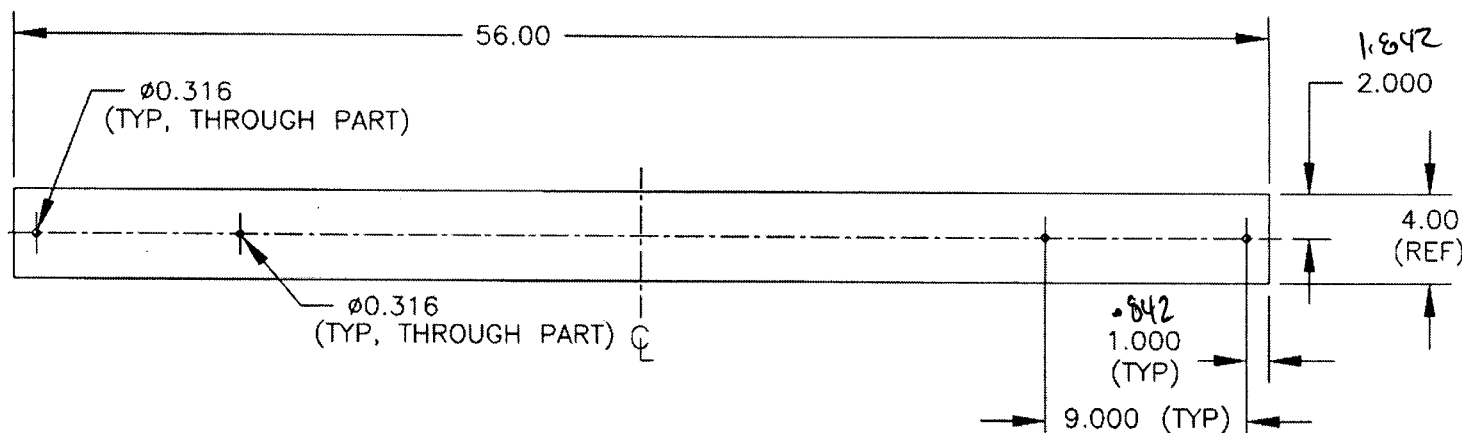 56.00
1.842
2.000
ø0.316
(TYP, THROUGH PART)
4.00
(REF)
ø0.316
(TYP, THROUGH PART) ℄
.842
1.000
(TYP)
9.000 (TYP)